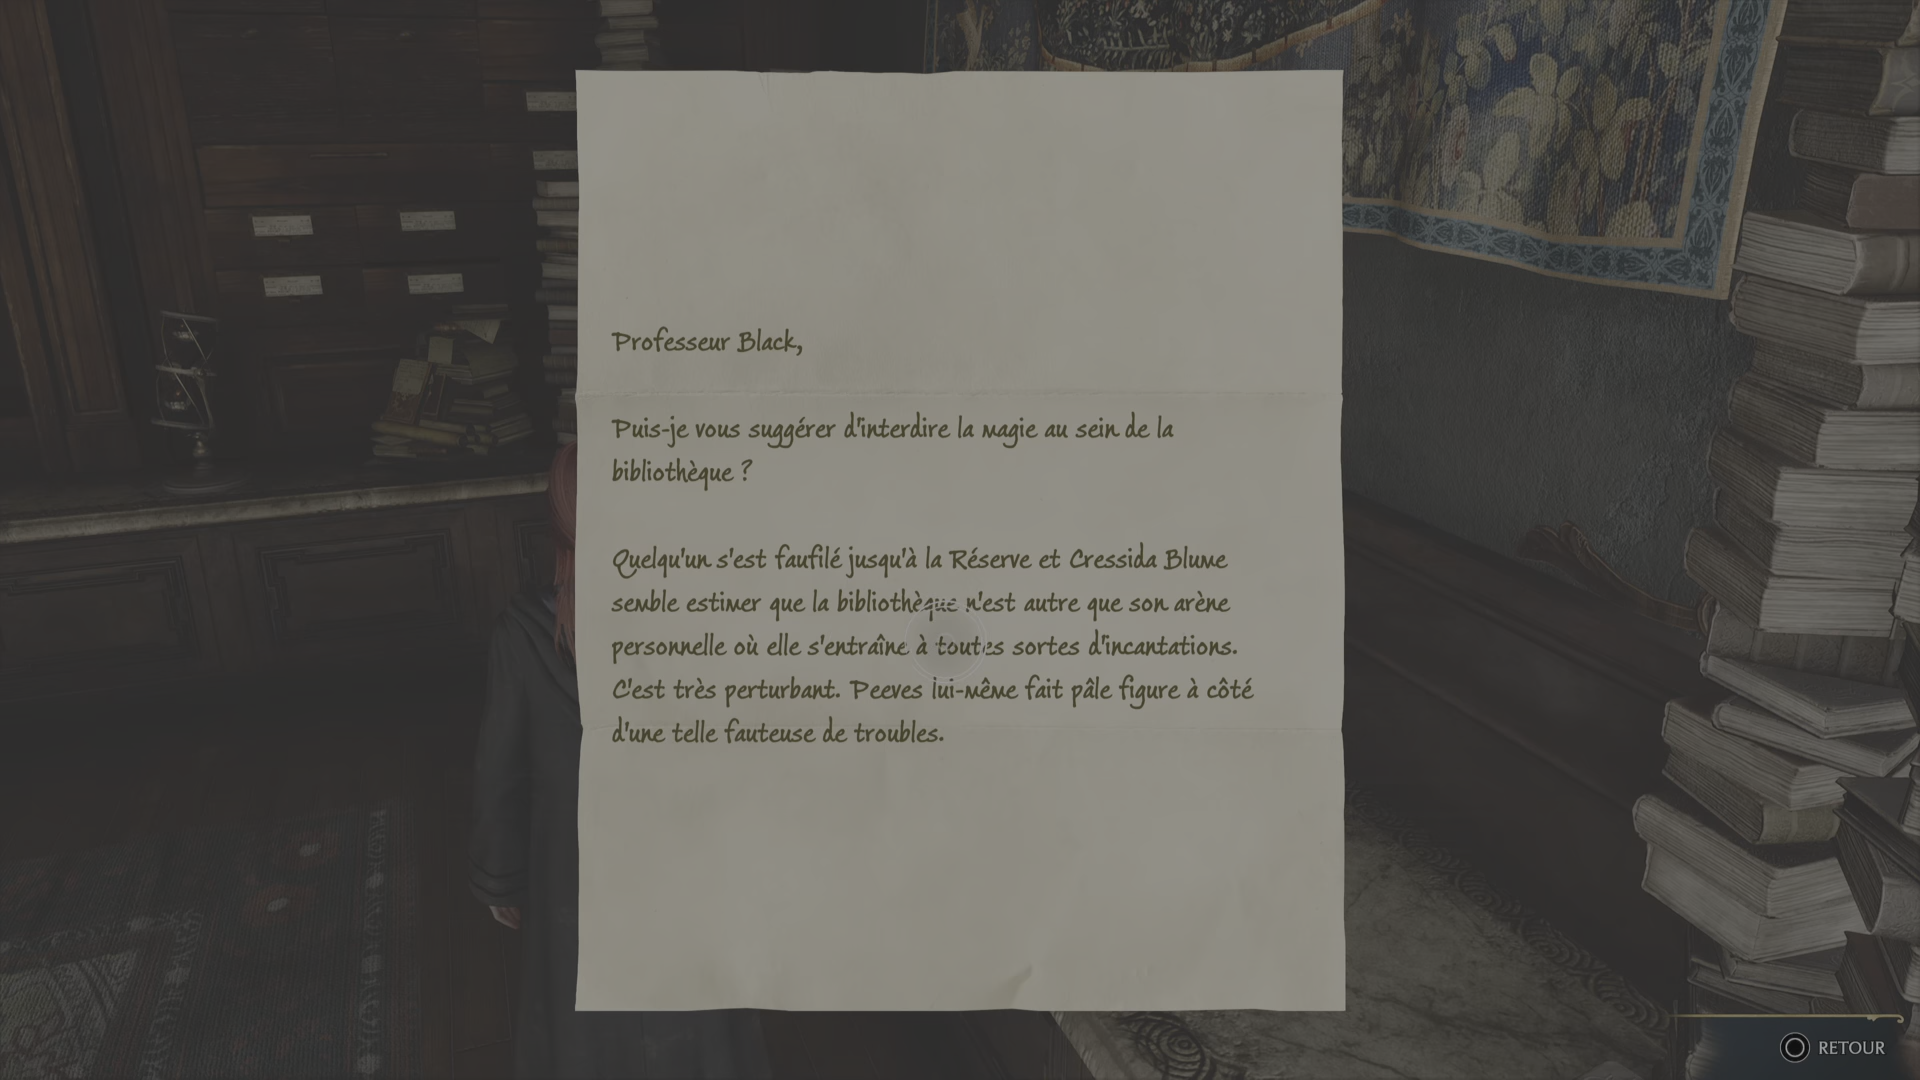 Professeur Black,
Puis-je vous suggérer d'interdire la magie au sein de la
bibliothèque ?
Quelqu'un s'est faufilé jusqu'à la Réserve et Cressida Blume
semble estimer que la bibliothèque n'est autre que son arène
personnelle où elle s'entraîne à toutes sortes d'incantations.
C'est très perturbant. Peeves lui-même fait pâle figure à côté
d'une telle fauteuse de troubles.
RETOUR